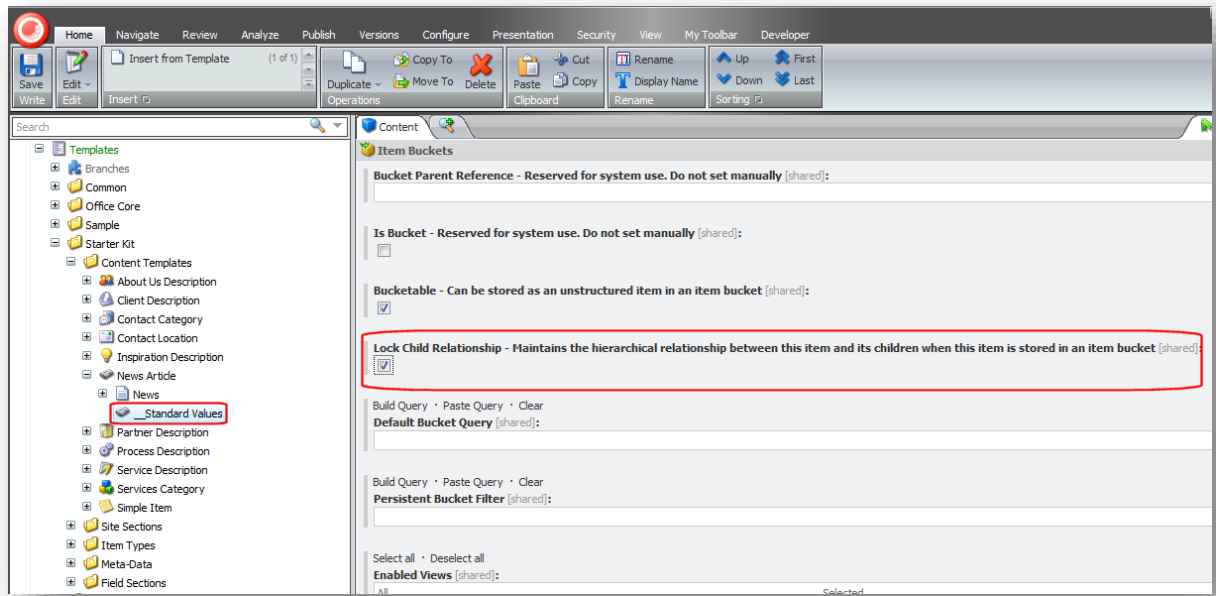 Home Navigate Review Analyze Publish Versions Configure Presentation Security View My Toolbar Developer
Save
Write
Edit
Edit
Insert from Template (1 of 1)
Insert
Duplicate
Copy To
Move To
Delete
Operations
Paste
Cut
Copy
Clipboard
Rename
Display Name
Rename
Up
Down
First
Last
Sorting
Search
Templates
Branches
Common
Office Core
Sample
Starter Kit
Content Templates
About Us Description
Client Description
Contact Category
Contact Location
Inspiration Description
News Article
News
__Standard Values
Partner Description
Process Description
Service Description
Services Category
Simple Item
Site Sections
Item Types
Meta-Data
Field Sections
Content
Item Buckets
Bucket Parent Reference - Reserved for system use. Do not set manually [shared]:
Is Bucket - Reserved for system use. Do not set manually [shared]:
Bucketable - Can be stored as an unstructured item in an item bucket [shared]:
Lock Child Relationship - Maintains the hierarchical relationship between this item and its children when this item is stored in an item bucket [shared]:
Build Query · Paste Query · Clear
Default Bucket Query [shared]:
Build Query · Paste Query · Clear
Persistent Bucket Filter [shared]:
Select all · Deselect all
Enabled Views [shared]:
All Selected